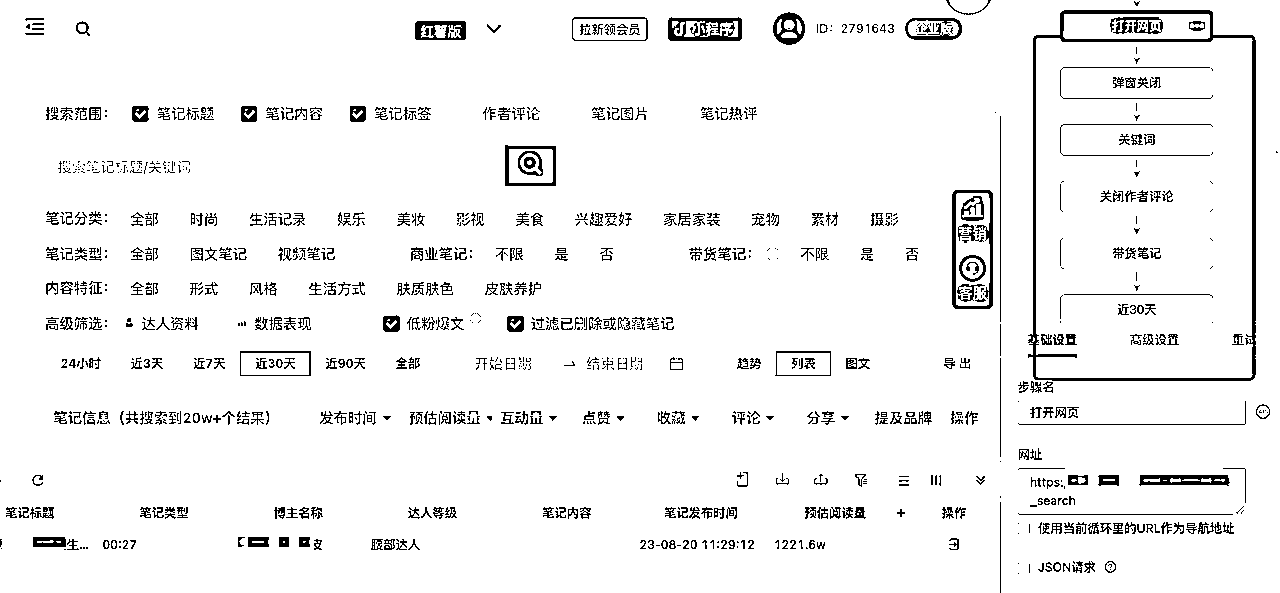 红薯版 拉新领会员 小程序 ID: 2791643 企业版
搜索范围: 笔记标题 笔记内容 笔记标签 作者评论 笔记图片 笔记热评
搜索笔记标题/关键词
笔记分类: 全部 时尚 生活记录 娱乐 美妆 影视 美食 兴趣爱好 家居家装 宠物 素材 摄影
笔记类型: 全部 图文笔记 视频笔记 商业笔记: 不限 是 否 带货笔记: 不限 是 否
内容特征: 全部 形式 风格 生活方式 肤质肤色 皮肤养护
高级筛选: 达人资料 数据表现 低粉爆文 过滤已删除或隐藏笔记
24小时 近3天 近7天 近30天 近90天 全部 开始日期 → 结束日期 趋势 列表 图文 导出
笔记信息（共搜索到20w+个结果） 发布时间 预估阅读量 互动量 点赞 收藏 评论 分享 提及品牌 操作
笔记标题 笔记类型 博主名称 达人等级 笔记内容 笔记发布时间 预估阅读量 + 操作
生... 00:27 腰部达人 23-08-20 11:29:12 1221.6w
营销
客服
打开网页
弹窗关闭
关键词
关闭作者评论
带货笔记
近30天
基础设置 高级设置 重试
步骤名
打开网页
网址
https:
_search
使用当前循环里的URL作为导航地址
JSON请求